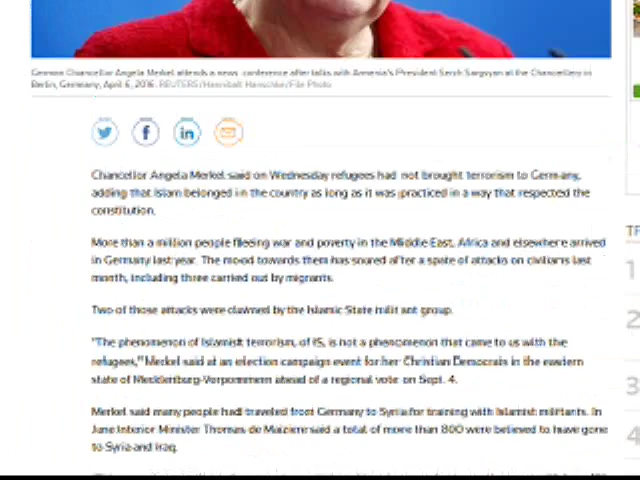 German Chancellor Angela Merkel attends a news conference after talks with Armenia's President Serzh Sargsyan at the Chancellery in
Berlin, Germany, April 6, 2016. REUTERS/Hannibal Hanschke/File Photo
Chancellor Angela Merkel said on Wednesday refugees had not brought terrorism to Germany,
adding that Islam belonged in the country as long as it was practiced in a way that respected the
constitution.
More than a million people fleeing war and poverty in the Middle East, Africa and elsewhere arrived
in Germany last year. The mood towards them has soured after a spate of attacks on civilians last
month, including three carried out by migrants.
Two of those attacks were claimed by the Islamic State militant group.
"The phenomenon of Islamist terrorism, of IS, is not a phenomenon that came to us with the
refugees," Merkel said at an election campaign event for her Christian Democrats in the eastern
state of Mecklenburg-Vorpommern ahead of a regional vote on Sept. 4.
Merkel said many people had traveled from Germany to Syria for training with Islamist militants. In
June Interior Minister Thomas de Maiziere said a total of more than 800 were believed to have gone
to Syria and Iraq.
1
2
3
4